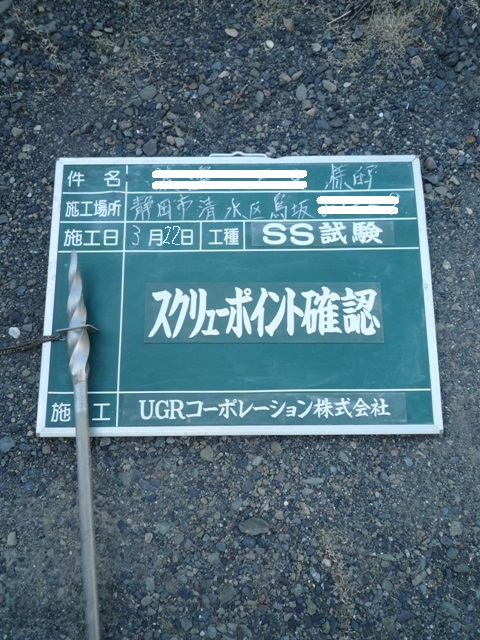 件名
施工場所 静岡市清水区鳥坂
施工日 3月22日 工種 SS試験
スクリューポイント確認
施工 UGRコーポレーション株式会社